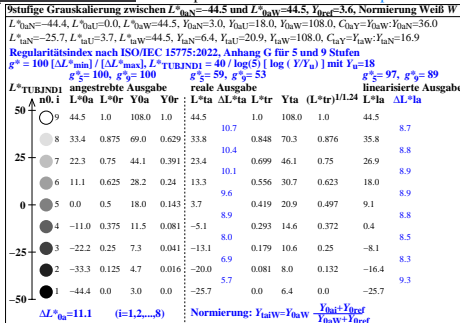 9stufige Graukalierung zwischen L*0aN=−44.5 und L*0aW=44.5, Y0ref=3.6, Normierung Weiß W
L*0aN=−44.4, L*0aU=0.0, L*0aW=44.5, Y0aN=3.0, Y0aU=18.0, Y0aW=108.0, C0aY=Y0aW:Y0aN=36.0
L*taN=−25.7, L*taU=3.7, L*taW=44.5, YtaN=6.4, YtaU=20.9, YtaW=108.0, CtaY=YtaW:YtaN=16.9
Regularitätsindex nach ISO/IEC 15775:2022, Anhang G für 5 und 9 Stufen
g* = 100 [ΔL*min] / [ΔL*max], L*TUBJND1 = 40 / log(5) [ log ( Y/Yu) ] mit Yu=18
g*5= 100, g*9= 100 g*5= 59, g*9= 53 g*5= 97, g*9= 89
L*TUBJND1 angestrebte Ausgabe reale Ausgabe linearisierte Ausgabe
n0. i L*0a L*0r Y0a Y0r L*ta ΔL*ta L*tr Yta (L*tr)1/1.24 L*la ΔL*la
50
9 44.5 1.0 108.0 1.0 44.5 1.0 108.0 1.0 44.5
10.7 8.7
8 33.4 0.875 69.0 0.629 33.8 0.848 70.3 0.876 35.8
10.4 8.8
25
7 22.3 0.75 44.1 0.391 23.4 0.699 46.1 0.75 26.9
10.1 8.9
6 11.1 0.625 28.2 0.24 13.3 0.556 30.7 0.623 18.0
9.6 8.9
0
5 0.0 0.5 18.0 0.143 3.7 0.419 20.9 0.497 9.1
8.9 8.8
4 −11.0 0.375 11.5 0.081 −5.1 0.293 14.6 0.372 0.4
8.0 8.5
−25
3 −22.2 0.25 7.3 0.041 −13.1 0.179 10.6 0.25 −8.1
6.9 8.3
2 −33.3 0.125 4.7 0.016 −20.0 0.081 8.0 0.132 −16.4
5.7 9.3
1 −44.4 0.0 3.0 0.0 −25.7 0.0 6.4 0.0 −25.7
−50
ΔL*0a=11.1 (i=1,2,...,8) Normierung: YtaiW=Y0aW Y0ai+Y0ref
Y0aW+Y0ref